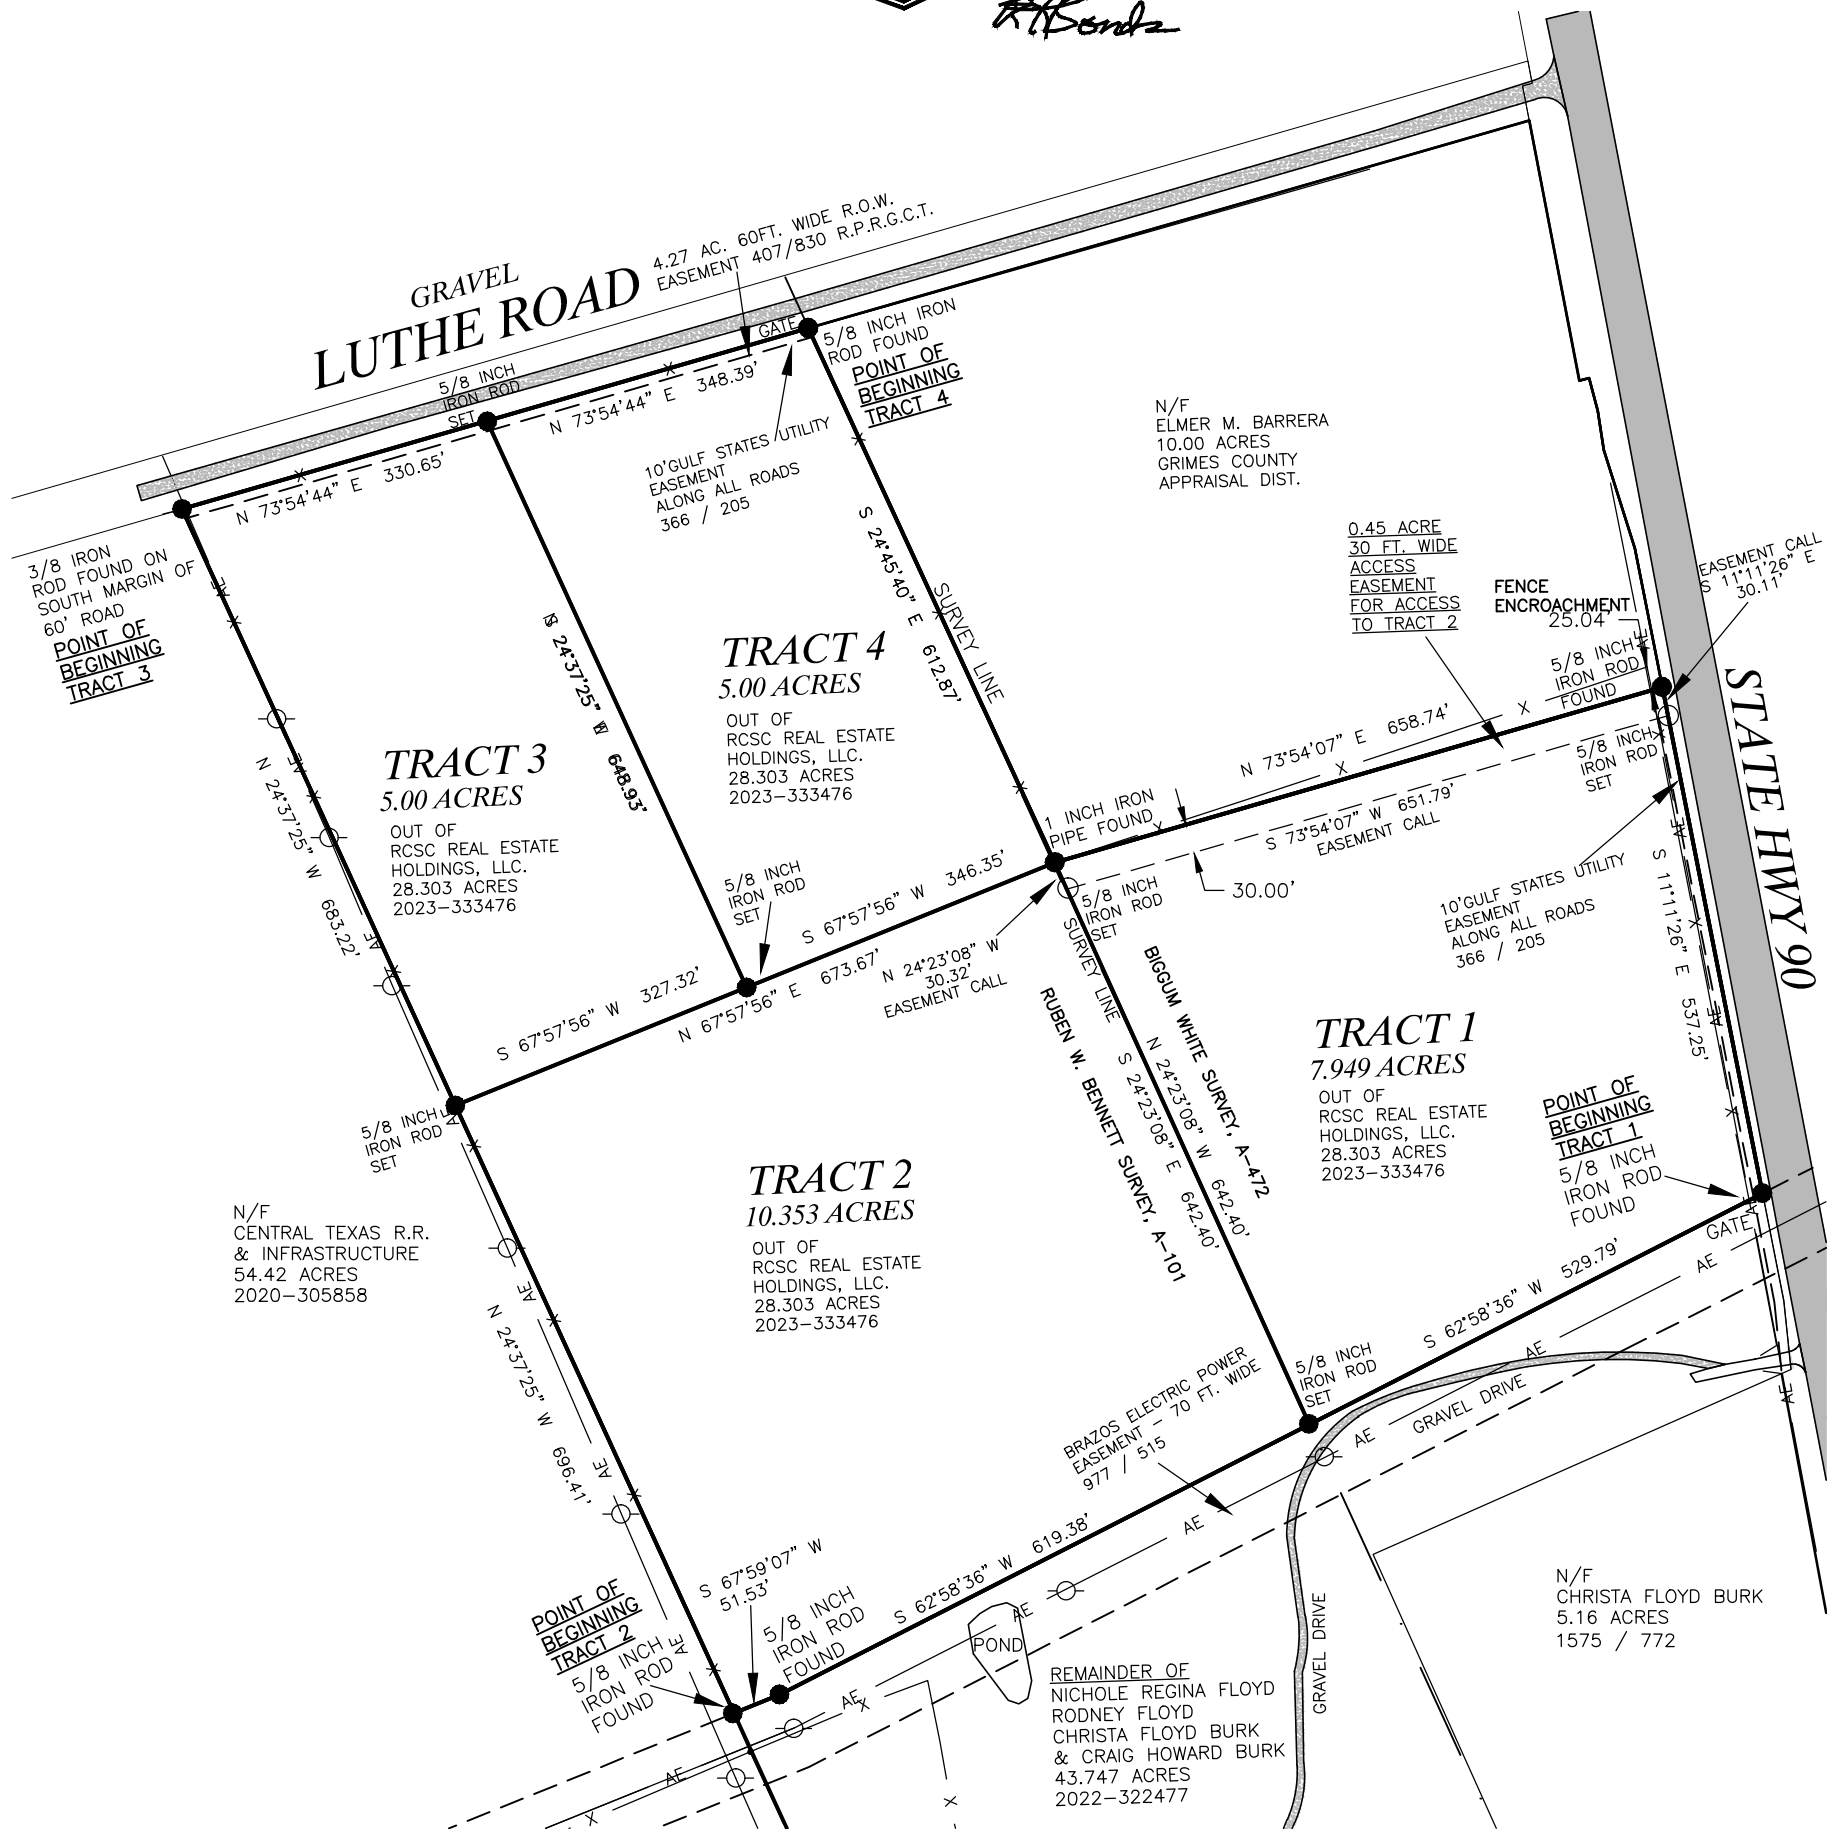 RHBonds
4.27 AC. 60FT. WIDE R.O.W.
EASEMENT 407/830 R.P.R.G.C.T.
GRAVEL
LUTHE ROAD
5/8 INCH
IRON ROD
SET
GATE
5/8 INCH IRON
ROD FOUND
POINT OF
BEGINNING
TRACT 4
N 73°54'44" E 330.65'
N 73°54'44" E 348.39'
10'GULF STATES UTILITY
EASEMENT
ALONG ALL ROADS
366 / 205
N/F
ELMER M. BARRERA
10.00 ACRES
GRIMES COUNTY
APPRAISAL DIST.
3/8 IRON
ROD FOUND ON
SOUTH MARGIN OF
60' ROAD
POINT OF
BEGINNING
TRACT 3
0.45 ACRE
30 FT. WIDE
ACCESS
EASEMENT
FOR ACCESS
TO TRACT 2
FENCE
ENCROACHMENT
25.04'
EASEMENT CALL
S 11°11'26" E
30.11'
5/8 INCH
IRON ROD
FOUND
S 24°45'40" E 612.87'
SURVEY LINE
24°37'25" 648.93'
TRACT 4
5.00 ACRES
OUT OF
RCSC REAL ESTATE
HOLDINGS, LLC.
28.303 ACRES
2023-333476
TRACT 3
5.00 ACRES
OUT OF
RCSC REAL ESTATE
HOLDINGS, LLC.
28.303 ACRES
2023-333476
N 24°37'25" W 683.22'
STATE HWY 90
N 73°54'07" E 658.74'
S 73°54'07" W 651.79'
EASEMENT CALL
30.00'
5/8 INCH
IRON ROD
SET
1 INCH IRON
PIPE FOUND
5/8 INCH
IRON ROD
SET
5/8 INCH
IRON ROD
SET
S 67°57'56" W 346.35'
S 67°57'56" W 327.32'
N 67°57'56" E 673.67'
N 24°23'08" W
30.32'
EASEMENT CALL
10'GULF STATES UTILITY
EASEMENT
ALONG ALL ROADS
366 / 205
S 11°11'26" E 537.25'
SURVEY LINE
BIGGUM WHITE SURVEY, A-472
RUBEN W. BENNETT SURVEY, A-101
N 24°23'08" W 642.40'
S 24°23'08" E 642.40'
TRACT 1
7.949 ACRES
OUT OF
RCSC REAL ESTATE
HOLDINGS, LLC.
28.303 ACRES
2023-333476
POINT OF
BEGINNING
TRACT 1
5/8 INCH
IRON ROD
FOUND
GATE
5/8 INCH
IRON ROD
SET
TRACT 2
10.353 ACRES
OUT OF
RCSC REAL ESTATE
HOLDINGS, LLC.
28.303 ACRES
2023-333476
N/F
CENTRAL TEXAS R.R.
& INFRASTRUCTURE
54.42 ACRES
2020-305858
N 24°37'25" W 696.41'
S 62°58'36" W 529.79'
5/8 INCH
IRON ROD
SET
GRAVEL DRIVE
BRAZOS ELECTRIC POWER
EASEMENT - 70 FT. WIDE
977 / 515
S 62°58'36" W 619.38'
S 67°59'07" W
51.53'
5/8 INCH
IRON ROD
FOUND
POINT OF
BEGINNING
TRACT 2
5/8 INCH
IRON ROD
FOUND
POND
REMAINDER OF
NICHOLE REGINA FLOYD
RODNEY FLOYD
CHRISTA FLOYD BURK
& CRAIG HOWARD BURK
43.747 ACRES
2022-322477
GRAVEL DRIVE
N/F
CHRISTA FLOYD BURK
5.16 ACRES
1575 / 772
AE
AE
AE
AE
AE
AE
AE
AE
AE
AE
AE
AE